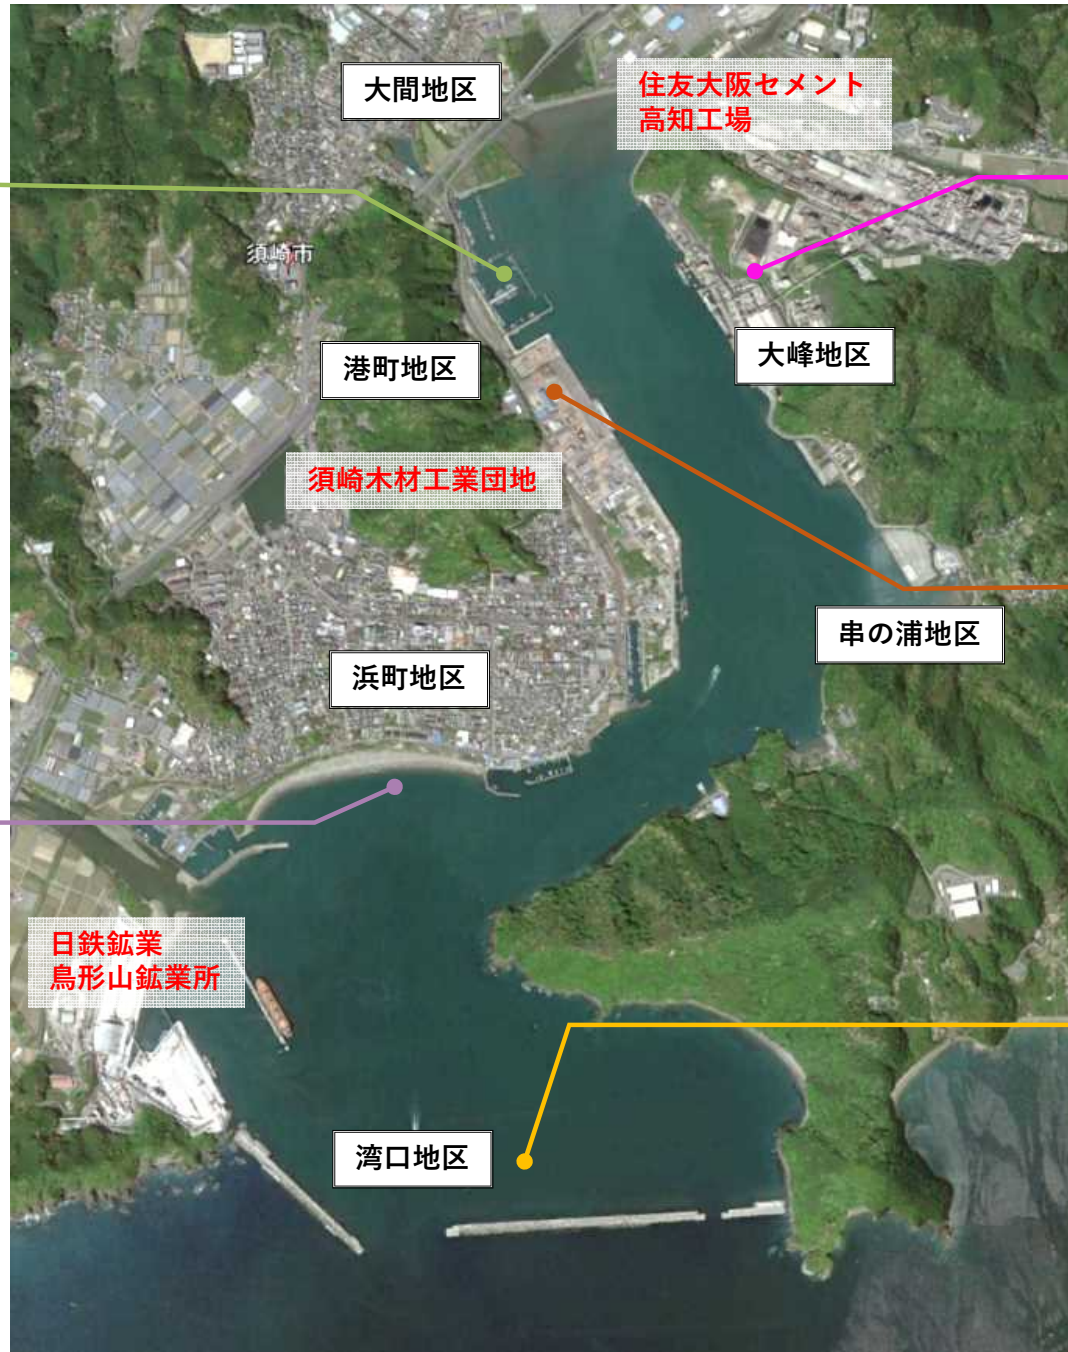 大間地区
住友大阪セメント
高知工場
須崎市
大峰地区
港町地区
須崎木材工業団地
串の浦地区
浜町地区
日鉄鉱業
鳥形山鉱業所
湾口地区